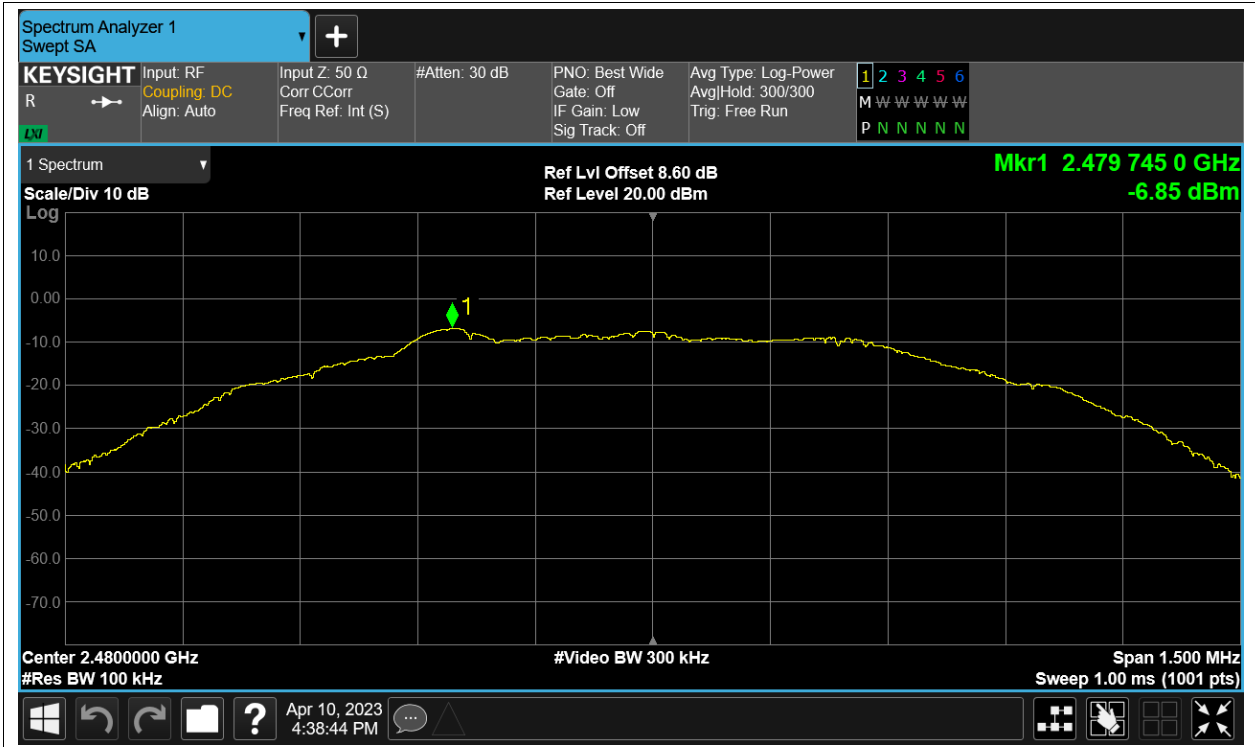 Spectrum Analyzer 1
Swept SA
KEYSIGHT
R
LXI
Input: RF
Coupling: DC
Align: Auto
Input Z: 50 Ω
Corr CCorr
Freq Ref: Int (S)
#Atten: 30 dB
PNO: Best Wide
Gate: Off
IF Gain: Low
Sig Track: Off
Avg Type: Log-Power
Avg|Hold: 300/300
Trig: Free Run
1 2 3 4 5 6
M W W W W W
P N N N N N
1 Spectrum
Scale/Div 10 dB
Log
Ref Lvl Offset 8.60 dB
Ref Level 20.00 dBm
Mkr1 2.479 745 0 GHz
-6.85 dBm
10.0
0.00
1
-10.0
-20.0
-30.0
-40.0
-50.0
-60.0
-70.0
Center 2.4800000 GHz
#Res BW 100 kHz
#Video BW 300 kHz
Span 1.500 MHz
Sweep 1.00 ms (1001 pts)
?
Apr 10, 2023
4:38:44 PM